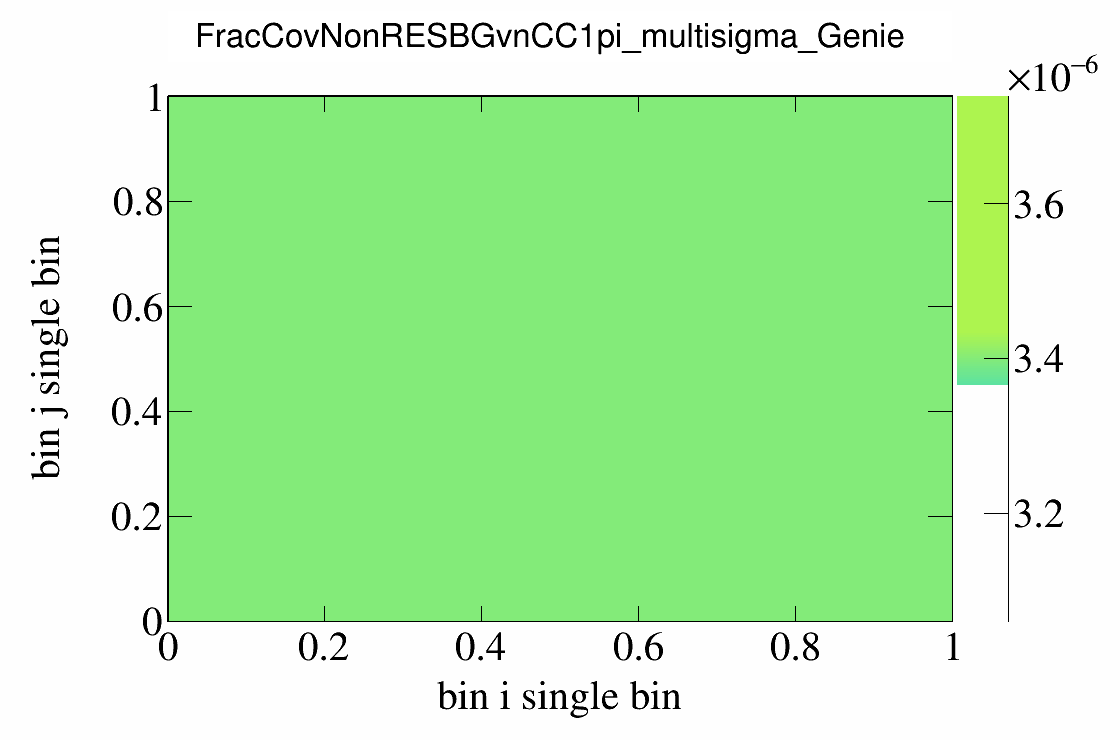 FracCovNonRESBGvnCC1pi_multisigma_Genie
×10⁻⁶
1
0.8
0.6
0.4
0.2
0
3.6
3.4
3.2
0 0.2 0.4 0.6 0.8 1
bin j single bin
bin i single bin